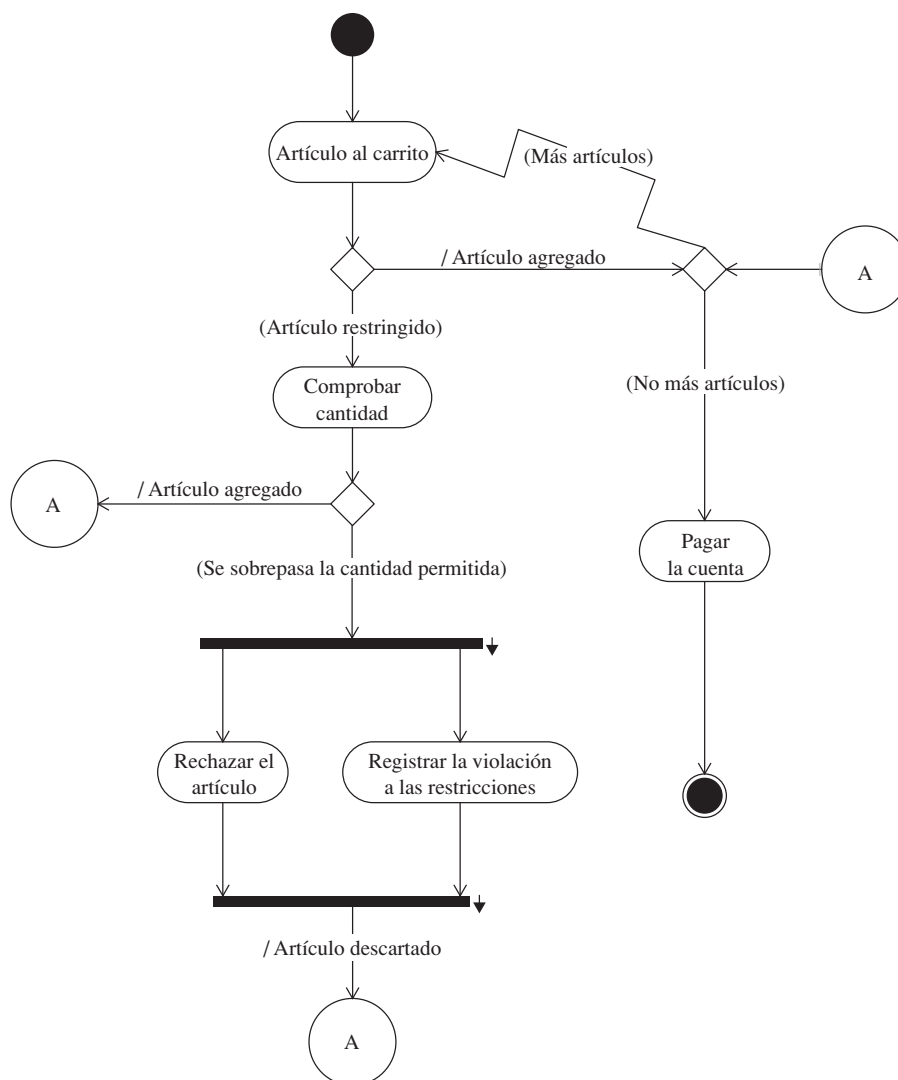 Artículo al carrito
(Más artículos)
/ Artículo agregado
A
(Artículo restringido)
Comprobar
cantidad
(No más artículos)
A
/ Artículo agregado
Pagar
la cuenta
(Se sobrepasa la cantidad permitida)
Rechazar el
artículo
Registrar la violación
a las restricciones
/ Artículo descartado
A